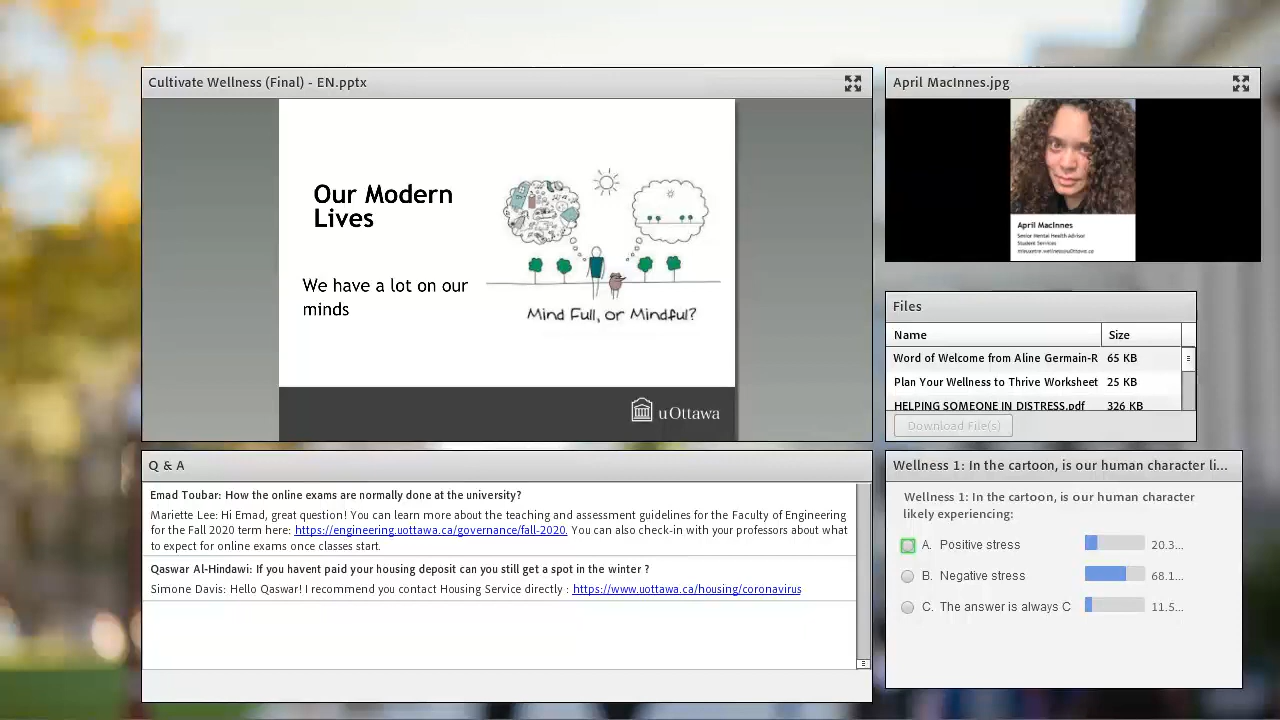 Cultivate Wellness (Final) - EN.pptx
Our Modern
Lives
We have a lot on our
minds
Mind Full, or Mindful?
uOttawa
April MacInnes.jpg
April MacInnes
Senior Mental Health Advisor
Student Services
Files
Name Size
Word of Welcome from Aline Germain-R 65 KB
Plan Your Wellness to Thrive Worksheet 25 KB
HELPING SOMEONE IN DISTRESS.pdf 326 KB
Download File(s)
Q & A
Emad Toubar: How the online exams are normally done at the university?
Mariette Lee: Hi Emad, great question! You can learn more about the teaching and assessment guidelines for the Faculty of Engineering
for the Fall 2020 term here: https://engineering.uottawa.ca/governance/fall-2020. You can also check-in with your professors about what
to expect for online exams once classes start.
Qaswar Al-Hindawi: If you havent paid your housing deposit can you still get a spot in the winter ?
Simone Davis: Hello Qaswar! I recommend you contact Housing Service directly : https://www.uottawa.ca/housing/coronavirus
Wellness 1: In the cartoon, is our human character li...
Wellness 1: In the cartoon, is our human character
likely experiencing:
A. Positive stress 20.3...
B. Negative stress 68.1...
C. The answer is always C 11.5...